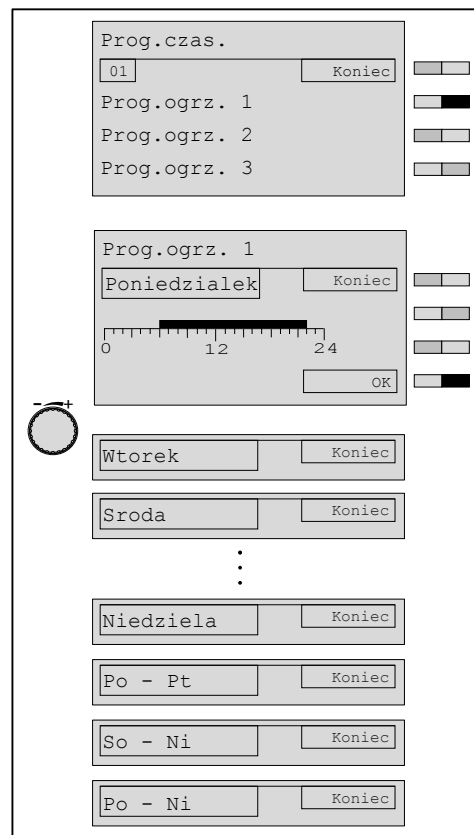 Prog.czas.
01 Koniec
Prog.ogrz. 1
Prog.ogrz. 2
Prog.ogrz. 3
Prog.ogrz. 1
Poniedzialek Koniec
0 12 24
OK
- +
Wtorek Koniec
Sroda Koniec
Niedziela Koniec
Po - Pt Koniec
So - Ni Koniec
Po - Ni Koniec